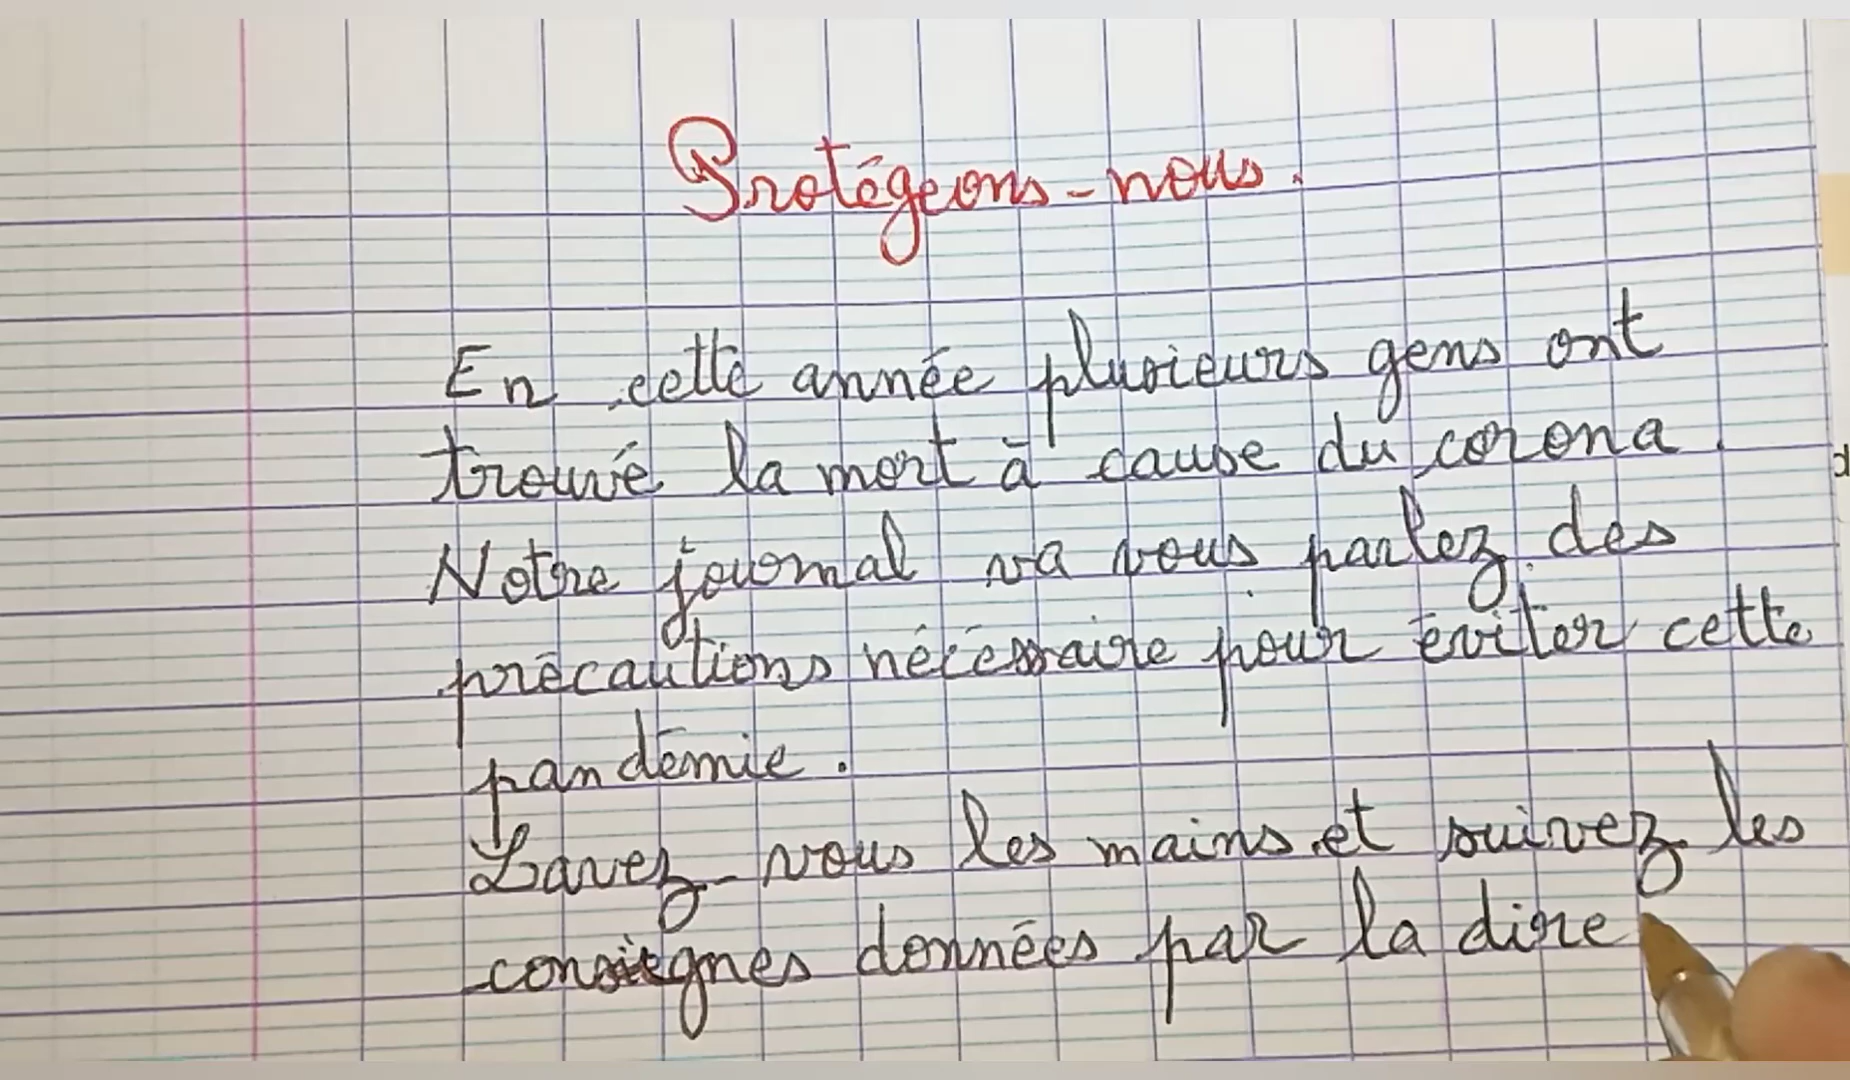 Protégeons-nous.
En cette année plusieurs gens ont
trouvé la mort à cause du corona.
Notre journal va vous parlez des
précautions nécéssaire pour éviter cette
pandémie.
Lavez-vous les mains et suivez les
consignes données par la dire